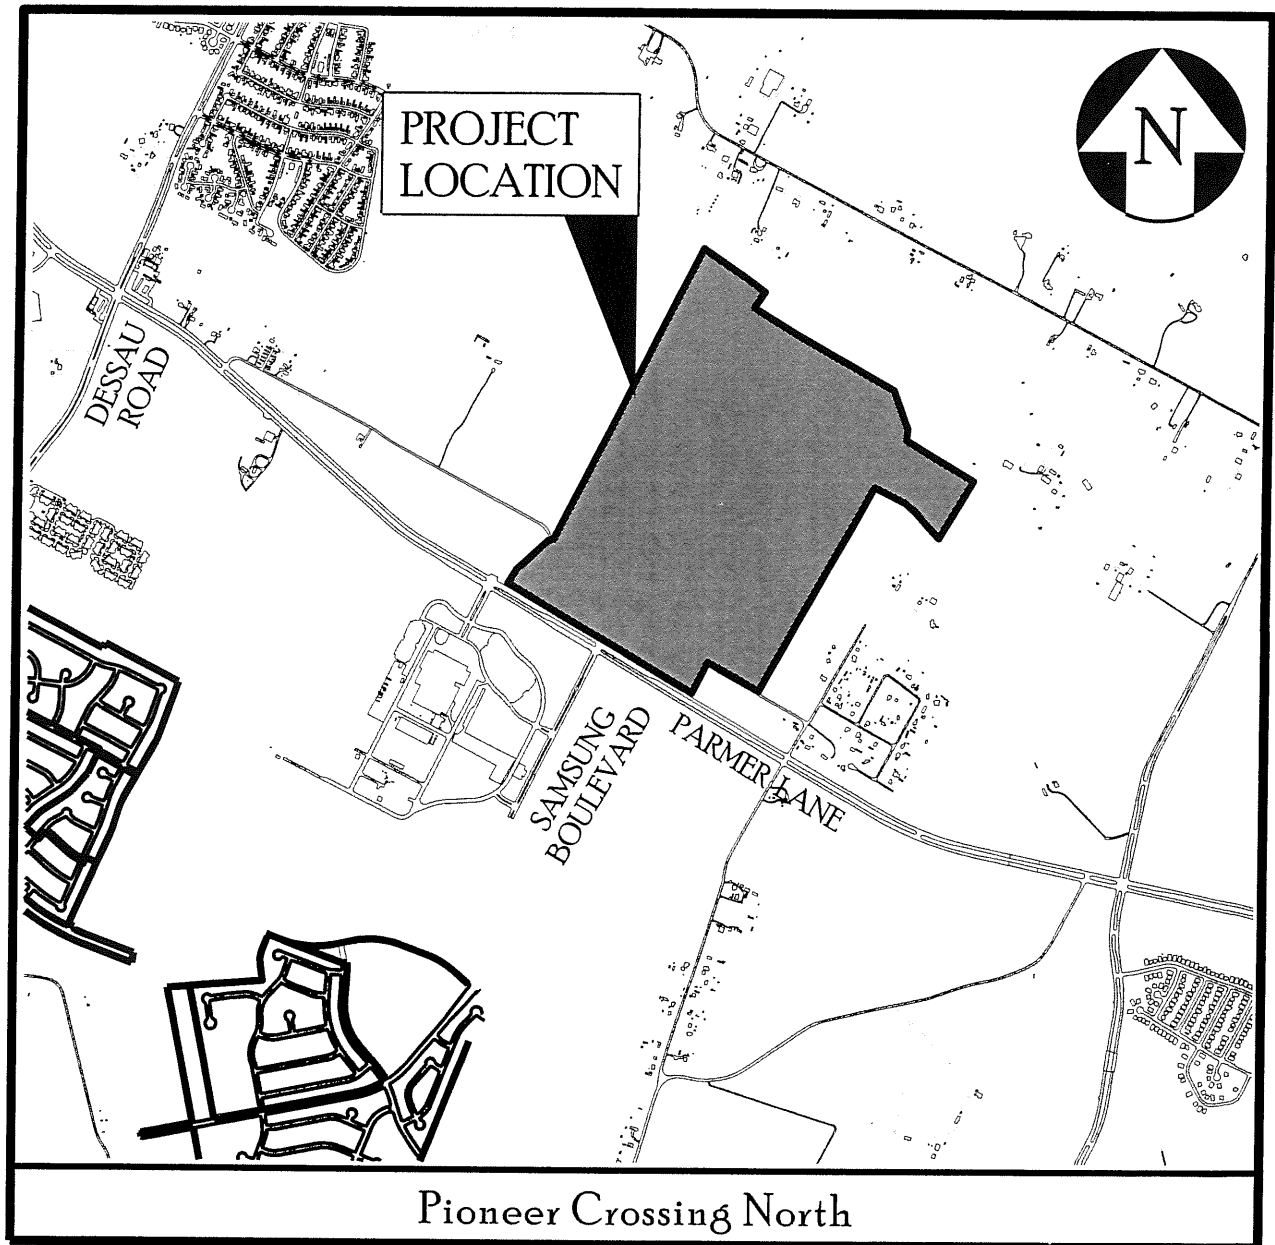 PROJECT
LOCATION
N
DESSAU
ROAD
SAMSUNG
BOULEVARD
PARMER LANE
Pioneer Crossing North